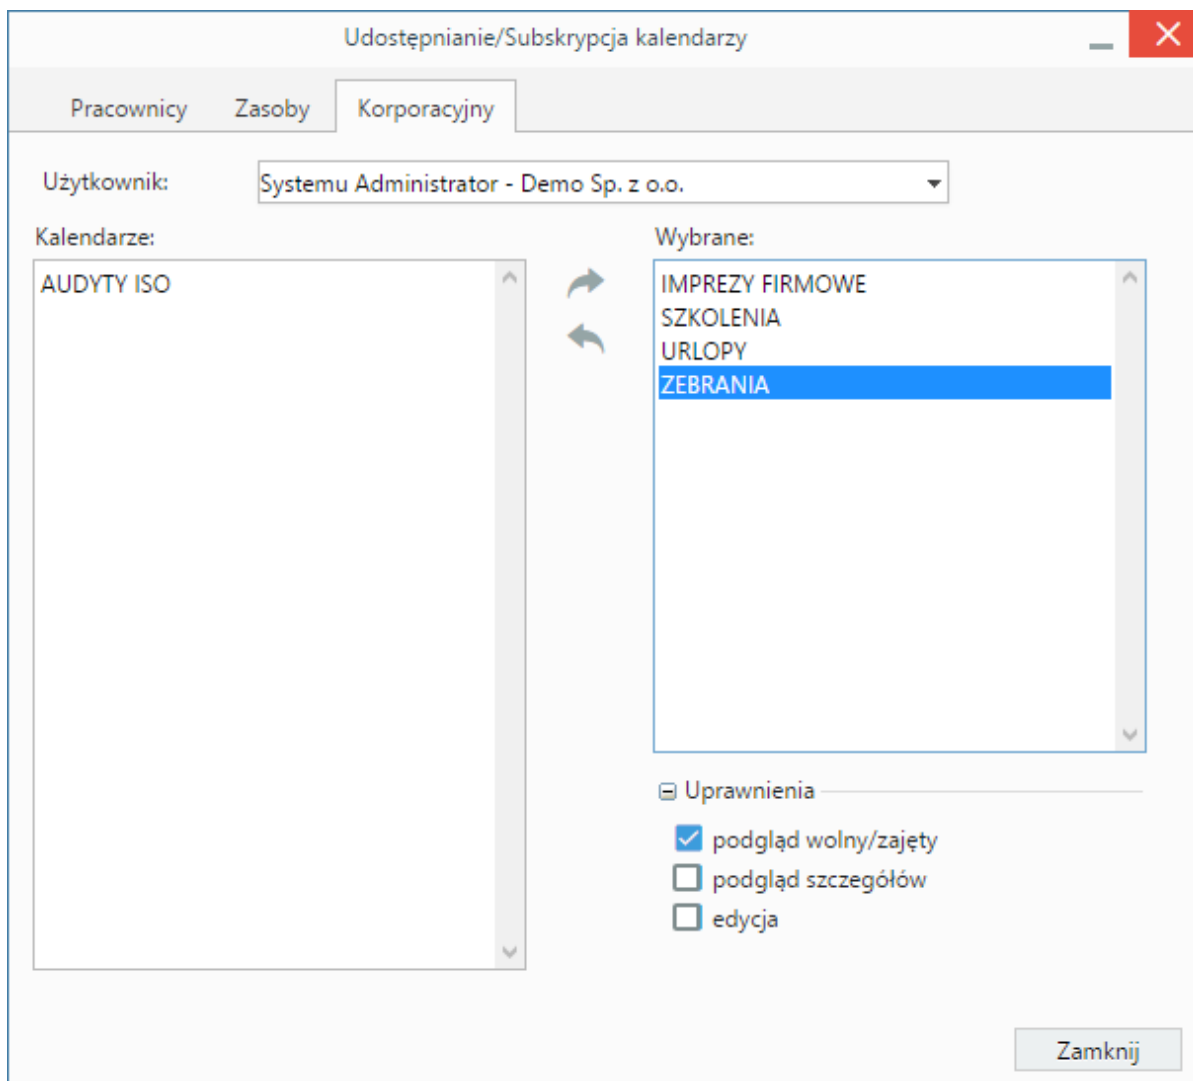 Udostępnianie/Subskrypcja kalendarzy
Pracownicy Zasoby Korporacyjny
Użytkownik: Systemu Administrator - Demo Sp. z o.o.
Kalendarze:
AUDYTY ISO
Wybrane:
IMPREZY FIRMOWE
SZKOLENIA
URLOPY
ZEBRANIA
Uprawnienia
podgląd wolny/zajęty
podgląd szczegółów
edycja
Zamknij